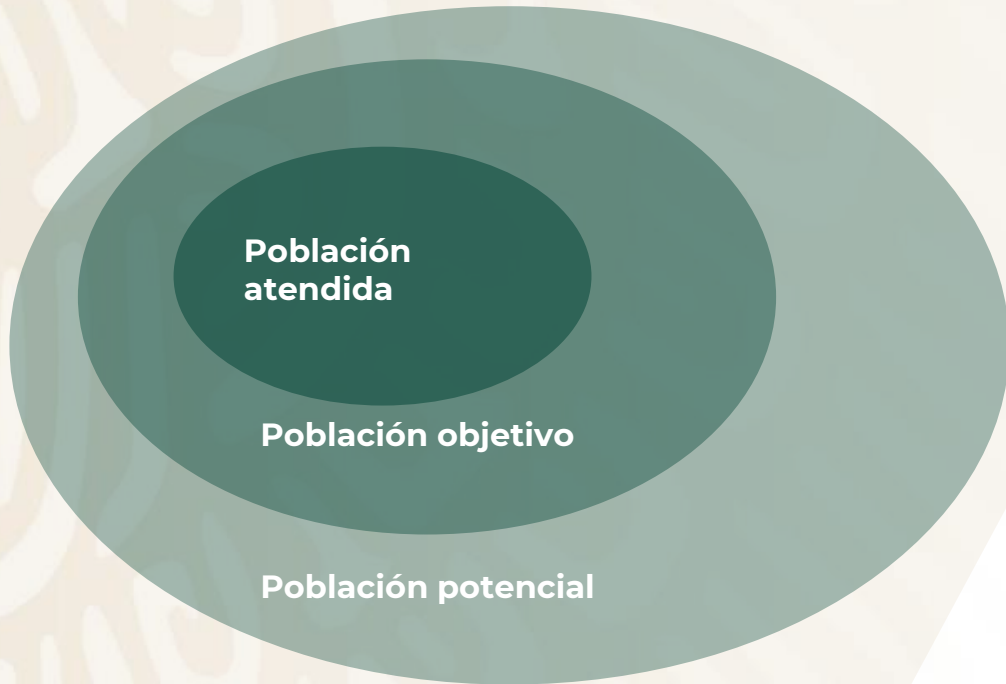 Población
atendida
Población objetivo
Población potencial